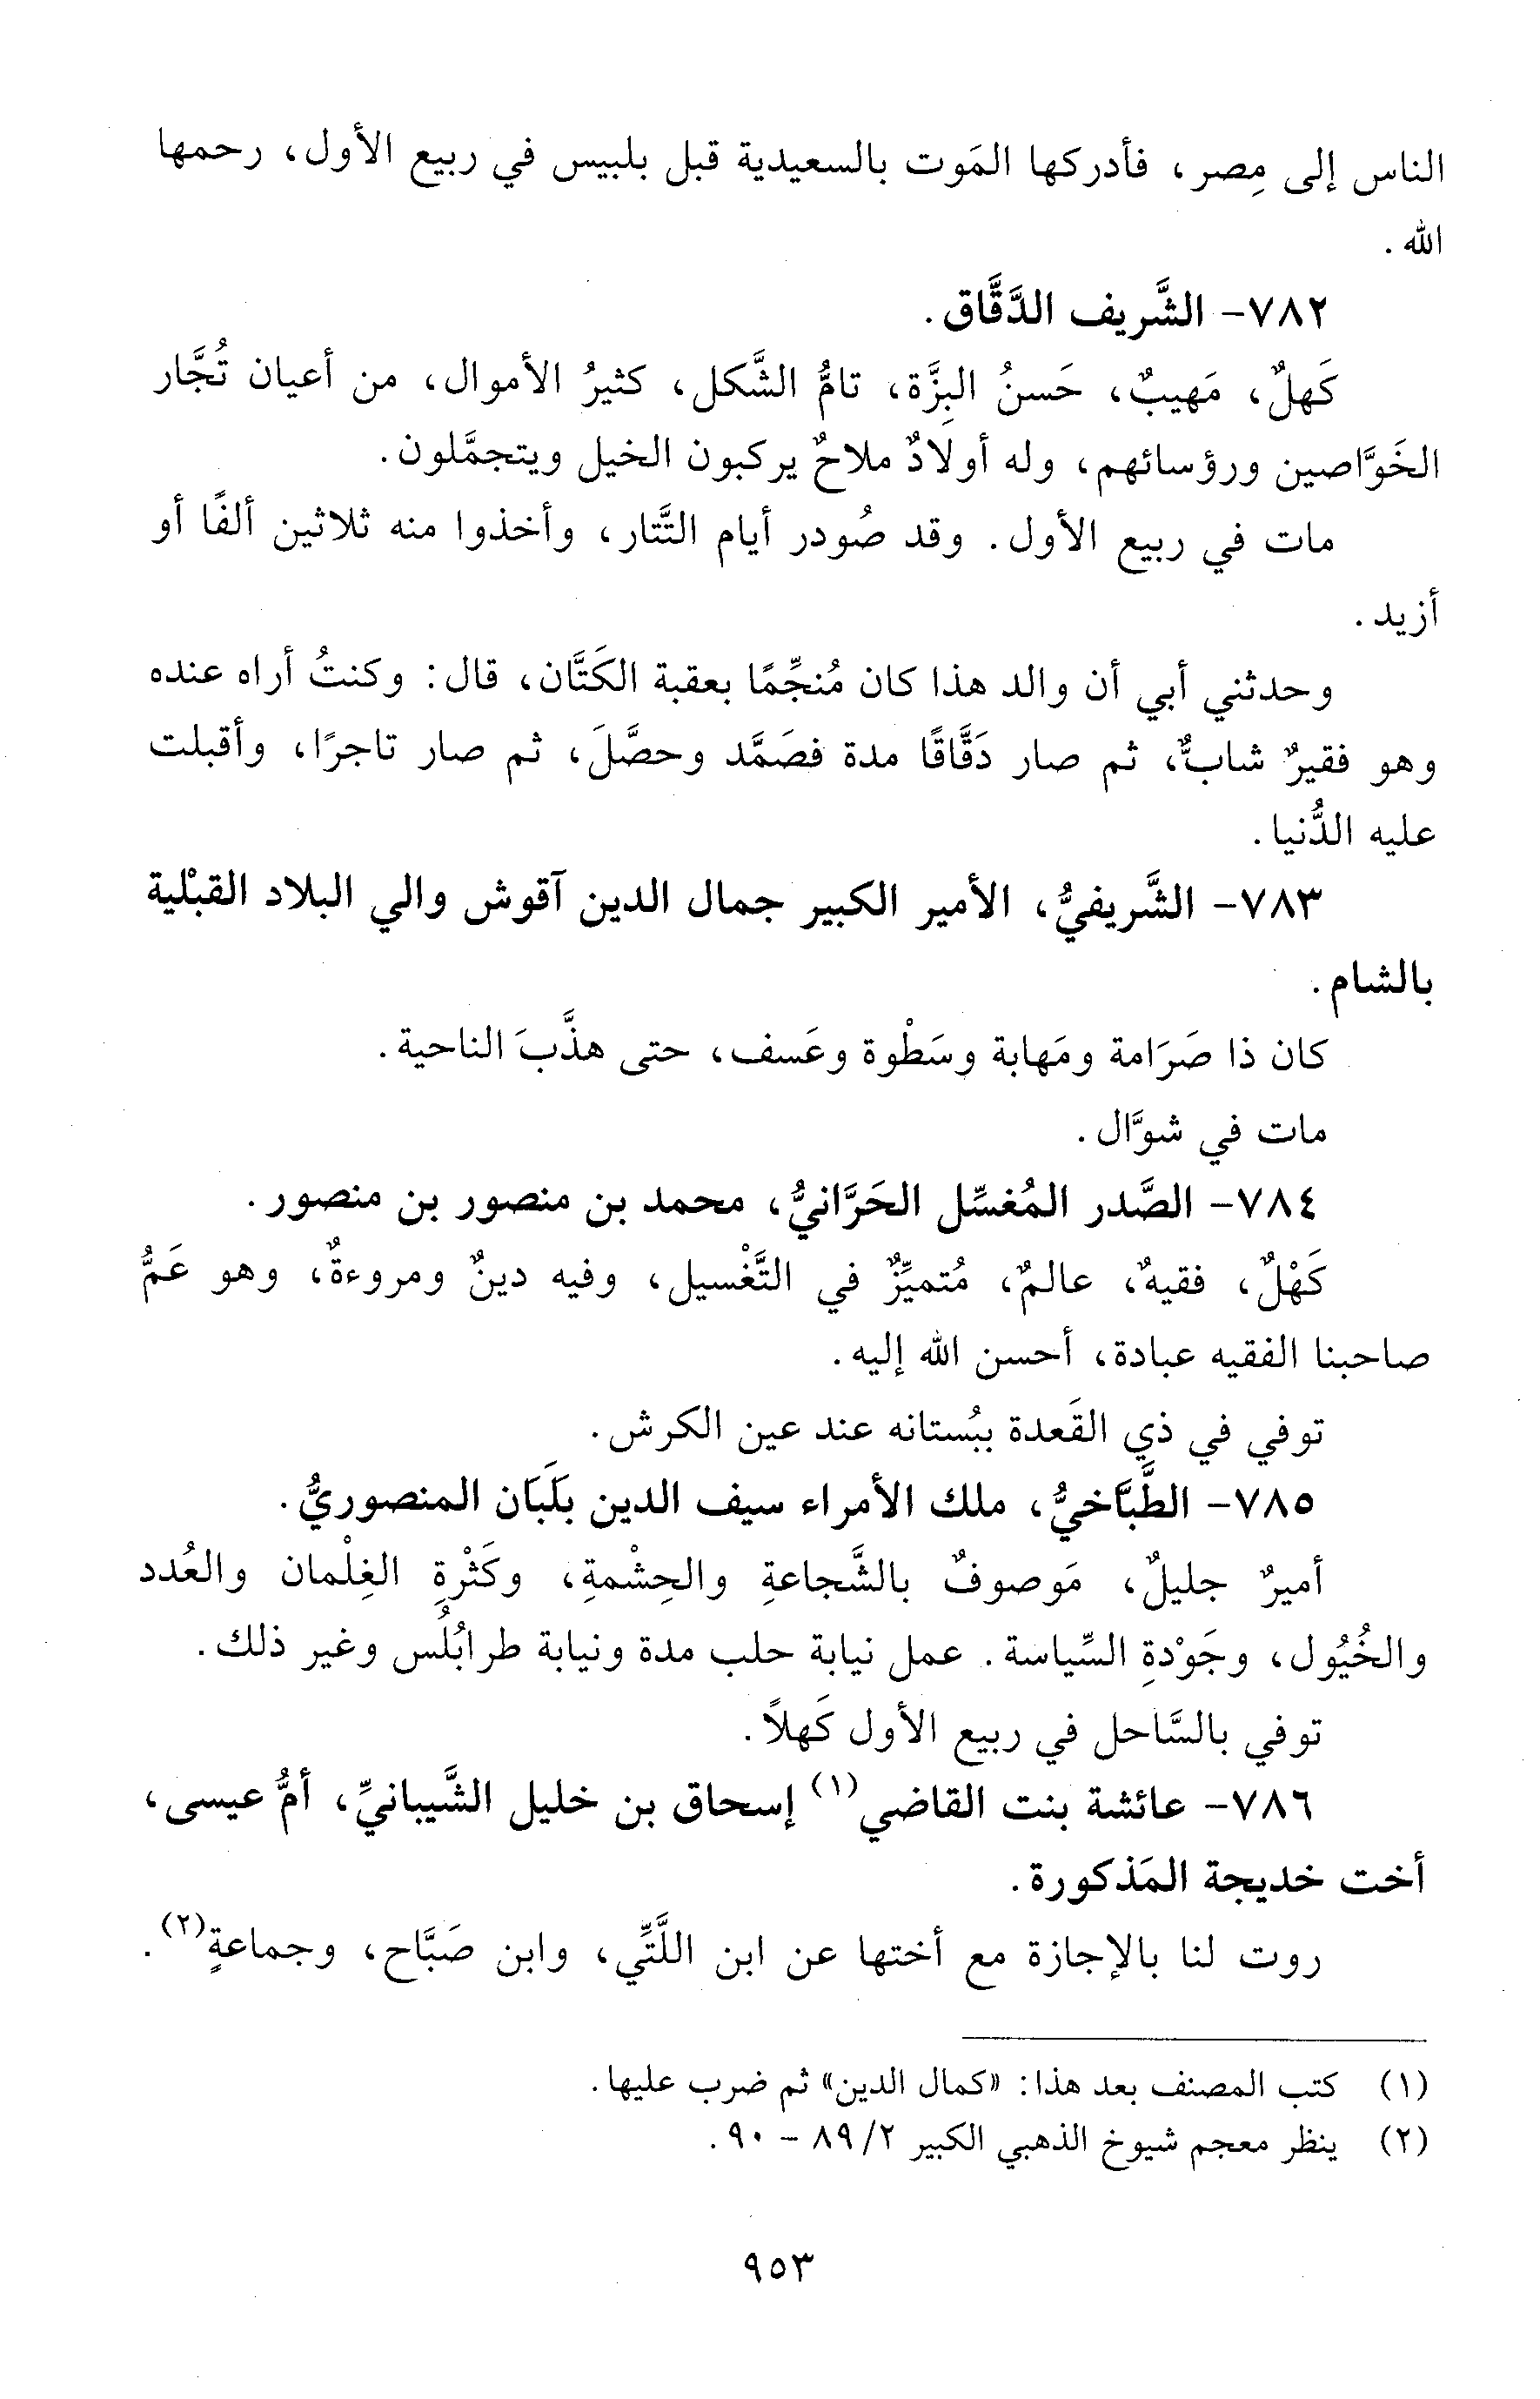 الناس إلى مِصر، فأدركها المَوت بالسعيدية قبل بلبيس في ربيع الأول، رحمها
الله.
٧٨٢- الشَّريف الدَّقَّاق.
كَهلٌ، مَهيبٌ، حَسنُ البِزَّة، تامُّ الشَّكل، كثيرُ الأموال، من أعيان تُجَّار
الخَوَّاصين ورؤسائهم، وله أولادٌ ملاحٌ يركبون الخيل ويتجمَّلون.
مات في ربيع الأول. وقد صُودر أيام التَّتار، وأخذوا منه ثلاثين ألفًا أو
أزيد.
وحدثني أبي أن والد هذا كان مُنجِّمًا بعقبة الكَتَّان، قال: وكنتُ أراه عنده
وهو فقيرٌ شابٌّ، ثم صار دَقَّاقًا مدة فصَمَّد وحصَّلَ، ثم صار تاجرًا، وأقبلت
عليه الدُّنيا.
٧٨٣- الشَّريفيُّ، الأمير الكبير جمال الدين آقوش والي البلاد القبْلية
بالشام.
كان ذا صَرَامة ومَهابة وسَطْوة وعَسف، حتى هذَّبَ الناحية.
مات في شوَّال.
٧٨٤- الصَّدر المُغسِّل الحَرَّانيُّ، محمد بن منصور بن منصور.
كَهْلٌ، فقيهٌ، عالمٌ، مُتميِّزٌ في التَّغْسيل، وفيه دينٌ ومروءةٌ، وهو عَمُّ
صاحبنا الفقيه عبادة، أحسن الله إليه.
توفي في ذي القَعدة ببُستانه عند عين الكرش.
٧٨٥- الطَّبَّاخيُّ، ملك الأمراء سيف الدين بَلَبَان المنصوريُّ.
أميرٌ جليلٌ، مَوصوفٌ بالشَّجاعةِ والحِشْمةِ، وكَثْرةِ الغِلْمان والعُدد
والخُيُول، وجَوْدةِ السِّياسة. عمل نيابة حلب مدة ونيابة طرابُلُس وغير ذلك.
توفي بالسَّاحل في ربيع الأول كَهلاً.
٧٨٦- عائشة بنت القاضي(١) إسحاق بن خليل الشَّيبانيِّ، أمُّ عيسى،
أخت خديجة المَذكورة.
روت لنا بالإجازة مع أختها عن ابن اللَّتِّي، وابن صَبَّاح، وجماعةٍ(٢).
(١) كتب المصنف بعد هذا: «كمال الدين» ثم ضرب عليها.
(٢) ينظر معجم شيوخ الذهبي الكبير ٨٩/٢ - ٩٠.
٩٥٣